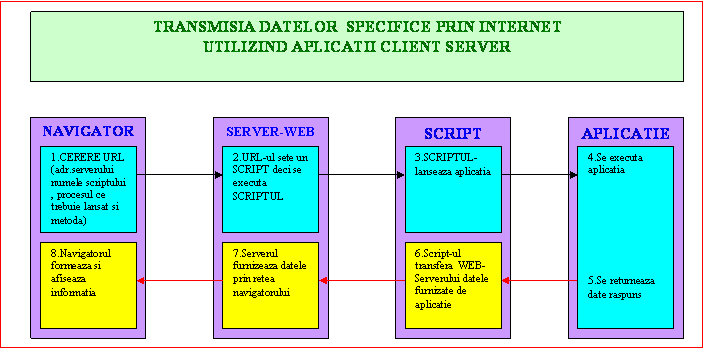 TRANSMISIA DATELOR SPECIFICE PRIN INTERNET
UTILIZIND APLICATII CLIENT SERVER
NAVIGATOR
1.CERERE URL
(adr.serverului
numele scriptului
, procesul ce
trebuie lansat si
metoda)
8.Navigatorul
formeaza si
afiseaza
informatia
SERVER-WEB
2.URL-ul sete un
SCRIPT deci se
executa
SCRIPTUL
7.Serverul
furnizeaza datele
prin retea
navigatorului
SCRIPT
3.SCRIPTUL-
lanseaza aplicatia
6.Script-ul
transfera WEB-
Serverului datele
furnizate de
aplicatie
APLICATIE
4.Se executa
aplicatia
5.Se returneaza
date raspuns